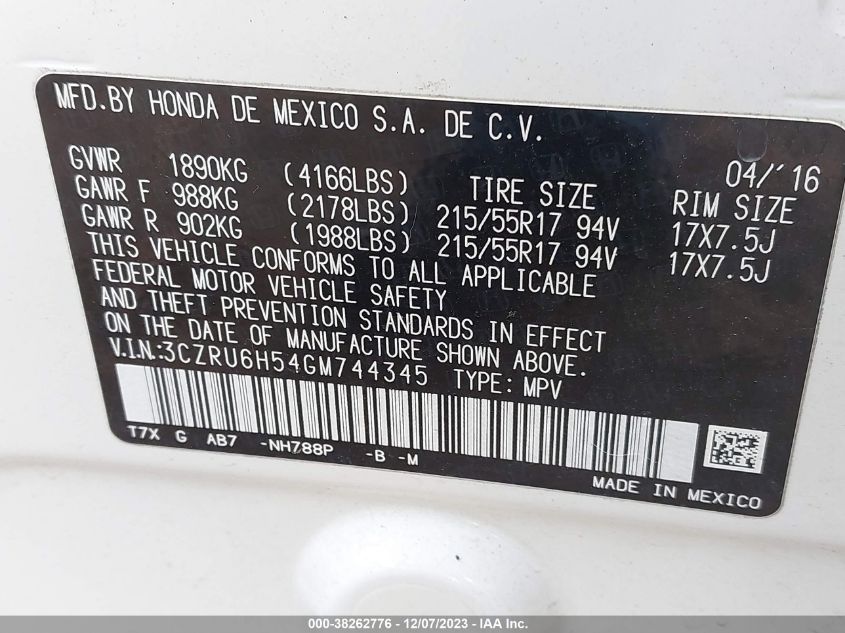 MFD.BY HONDA DE MEXICO S.A. DE C.V.
04/'16
GVWR 1890KG (4166LBS) TIRE SIZE RIM SIZE
GAWR F 988KG (2178LBS) 215/55R17 94V 17X7.5J
GAWR R 902KG (1988LBS) 215/55R17 94V 17X7.5J
THIS VEHICLE CONFORMS TO ALL APPLICABLE
FEDERAL MOTOR VEHICLE SAFETY
AND THEFT PREVENTION STANDARDS IN EFFECT
ON THE DATE OF MANUFACTURE SHOWN ABOVE.
V.I.N.:3CZRU6H54GM744345 TYPE: MPV
T7X G AB7 -NH788P -B -M
MADE IN MEXICO
000-38262776 - 12/07/2023 - IAA Inc.